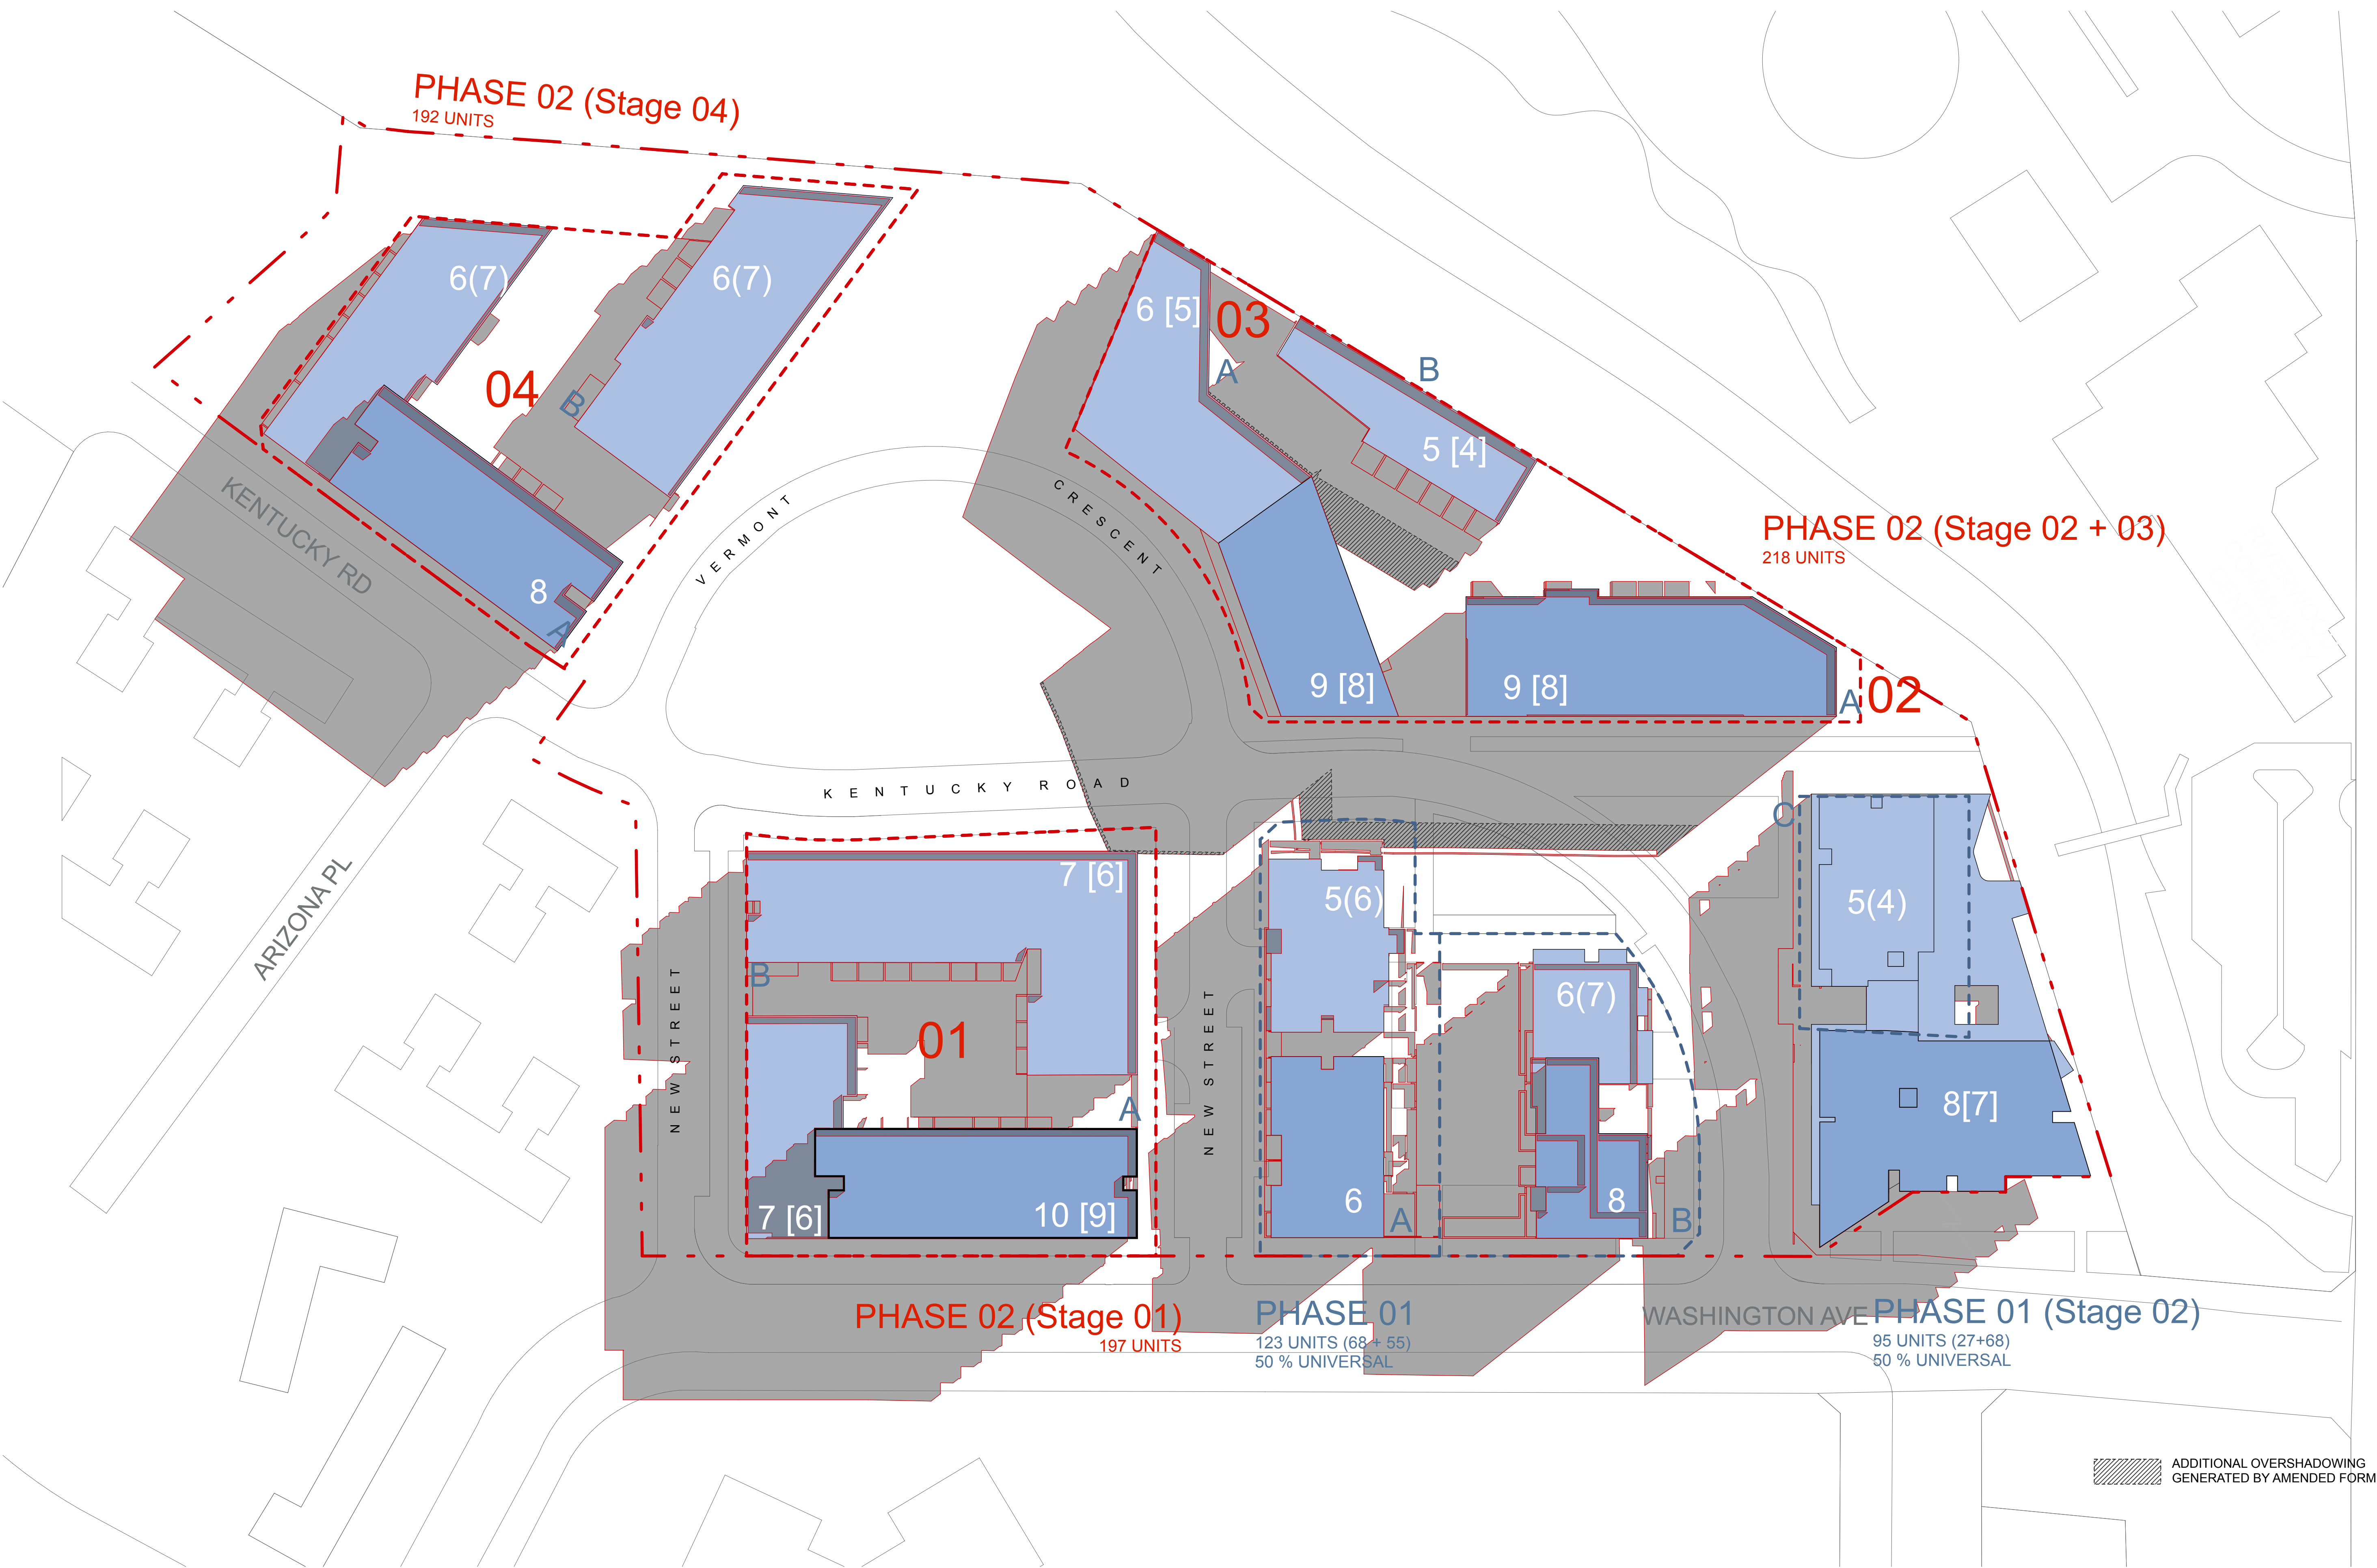 PHASE 02 (Stage 04)
192 UNITS
6(7)
6(7)
04
B
8
A
KENTUCKY RD
ARIZONA PL
VERMONT
CRESCENT
6 [5]
03
A
B
5 [4]
9 [8]
9 [8]
A
02
PHASE 02 (Stage 02 + 03)
218 UNITS
KENTUCKY ROAD
NEW STREET
7 [6]
B
01
A
7 [6]
10 [9]
NEW STREET
5(6)
6
A
6(7)
8
B
C
5(4)
8[7]
PHASE 02 (Stage 01)
197 UNITS
PHASE 01
123 UNITS (68 + 55)
50 % UNIVERSAL
WASHINGTON AVE
PHASE 01 (Stage 02)
95 UNITS (27+68)
50 % UNIVERSAL
ADDITIONAL OVERSHADOWING
GENERATED BY AMENDED FORM